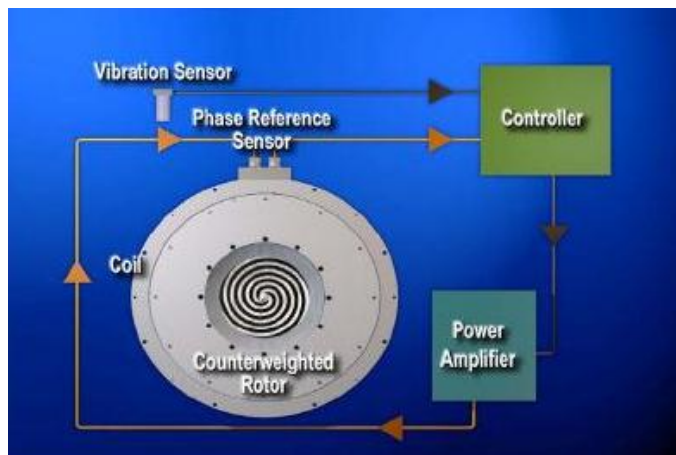 Vibration Sensor
Phase Reference
Sensor
Controller
Coil
Power
Amplifier
Counterweighted
Rotor